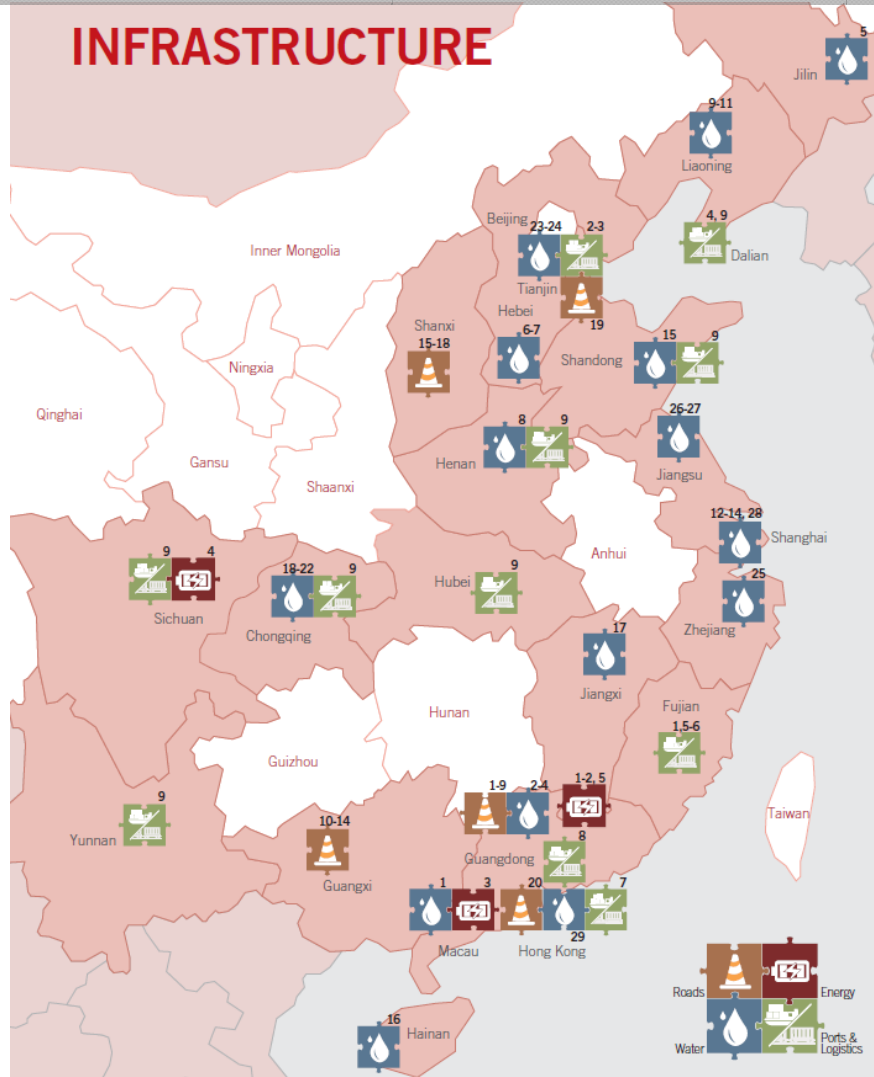 INFRASTRUCTURE
5
Jilin
9-11
Liaoning
Beijing
23-24
2-3
4, 9
Dalian
Inner Mongolia
Tianjin
Hebei
19
Shanxi
15-18
6-7
Shandong
15
9
Ningxia
Qinghai
8
9
26-27
Henan
Jiangsu
Gansu
Shaanxi
12-14, 28
Shanghai
Anhui
9
4
Sichuan
18-22
9
Chongqing
Hubei
9
25
Zhejiang
17
Jiangxi
Hunan
Fujian
1,5-6
Guizhou
1-9
2-4
1-2, 5
Taiwan
9
Yunnan
10-14
Guangxi
Guangdong
8
1
3
20
7
29
Macau
Hong Kong
16
Hainan
Roads
Energy
Water
Ports &
Logistics